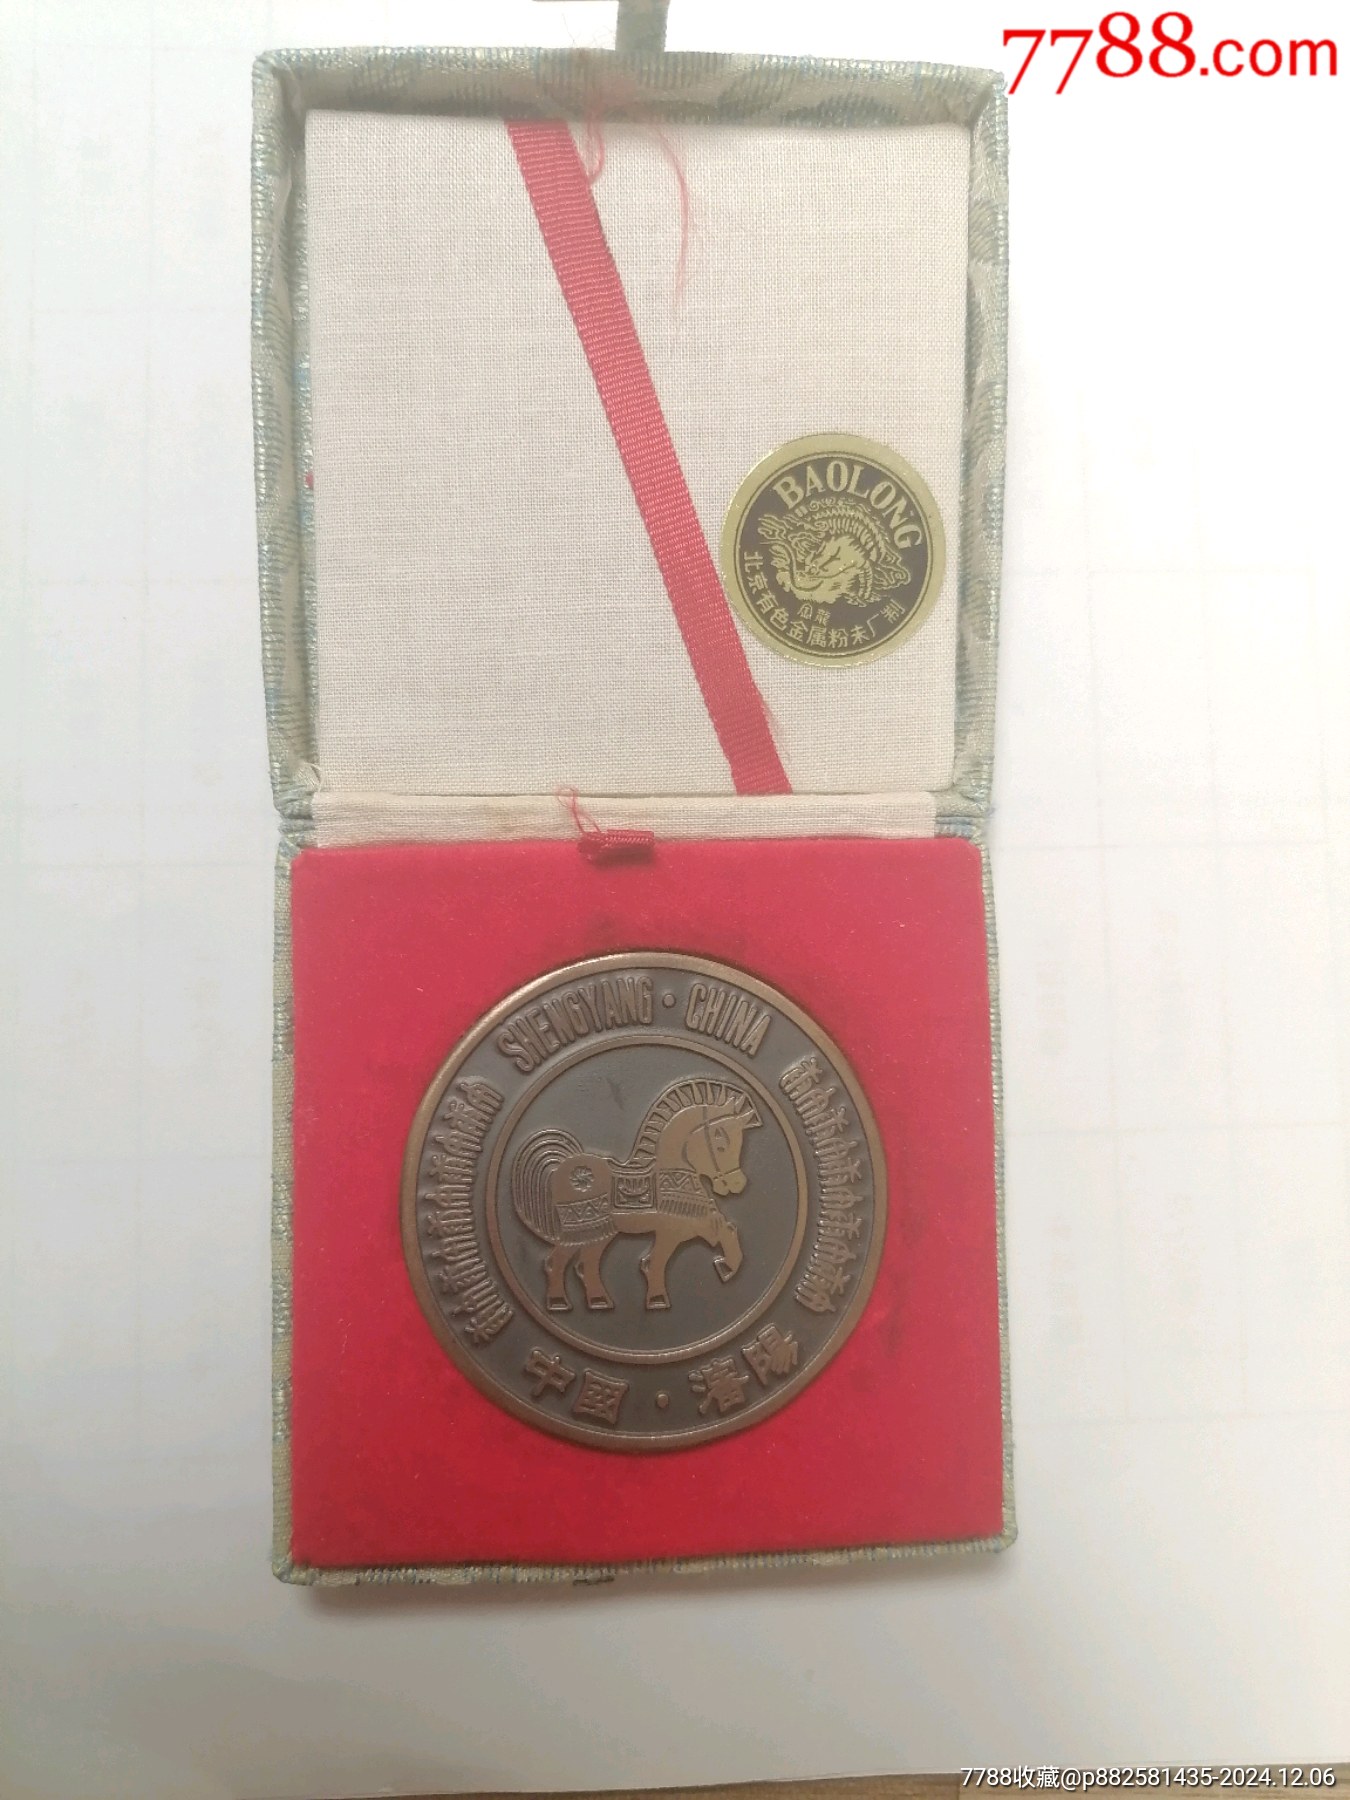 7788.com
BAOLONG
宝龍
北京有色金属粉末厂制
SHENGYANG · CHINA
中國 · 瀋陽
7788收藏@p882581435-2024.12.06